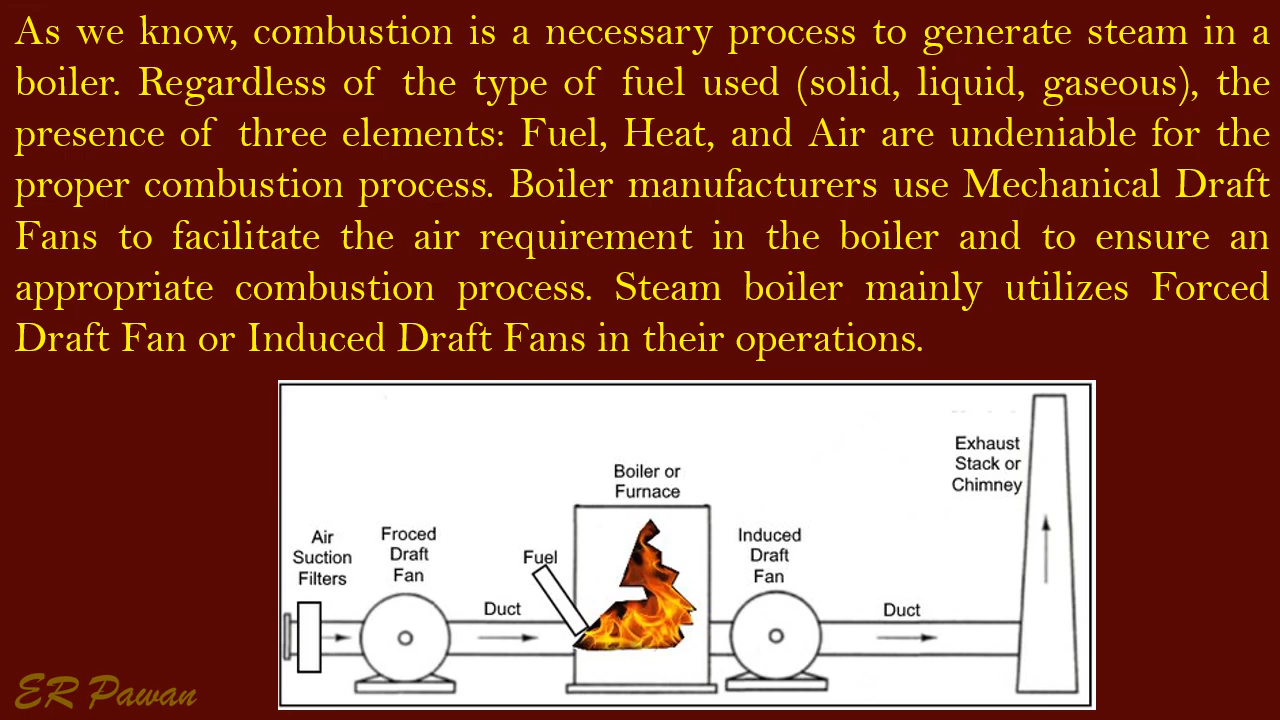 As we know, combustion is a necessary process to generate steam in a
boiler. Regardless of the type of fuel used (solid, liquid, gaseous), the
presence of three elements: Fuel, Heat, and Air are undeniable for the
proper combustion process. Boiler manufacturers use Mechanical Draft
Fans to facilitate the air requirement in the boiler and to ensure an
appropriate combustion process. Steam boiler mainly utilizes Forced
Draft Fan or Induced Draft Fans in their operations.
Air
Suction
Filters
Froced
Draft
Fan
Duct
Fuel
Boiler or
Furnace
Induced
Draft
Fan
Duct
Exhaust
Stack or
Chimney
ER Pawan